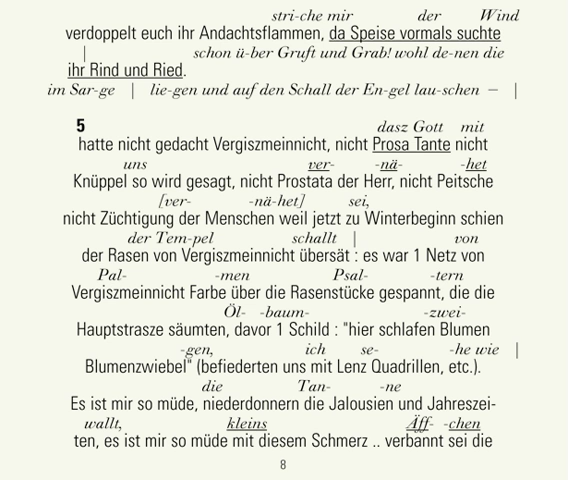 stri-che mir der Wind
verdoppelt euch ihr Andachtsflammen, da Speise vormals suchte
| schon ü-ber Gruft und Grab! wohl de-nen die
ihr Rind und Ried.
im Sar-ge | lie-gen und auf den Schall der En-gel lau-schen – |
5 dasz Gott mit
hatte nicht gedacht Vergiszmeinnicht, nicht Prosa Tante nicht
uns ver- -nä- -het
Knüppel so wird gesagt, nicht Prostata der Herr, nicht Peitsche
[ver- -nä-het] sei,
nicht Züchtigung der Menschen weil jetzt zu Winterbeginn schien
der Tem-pel schallt | von
der Rasen von Vergiszmeinnicht übersät : es war 1 Netz von
Pal- -men Psal- -tern
Vergiszmeinnicht Farbe über die Rasenstücke gespannt, die die
Öl- -baum- -zwei-
Hauptstrasze säumten, davor 1 Schild : "hier schlafen Blumen
-gen, ich se- -he wie |
Blumenzwiebel" (befiederten uns mit Lenz Quadrillen, etc.).
die Tan- -ne
Es ist mir so müde, niederdonnern die Jalousien und Jahreszei-
wallt, kleins Äff- -chen
ten, es ist mir so müde mit diesem Schmerz .. verbannt sei die
8